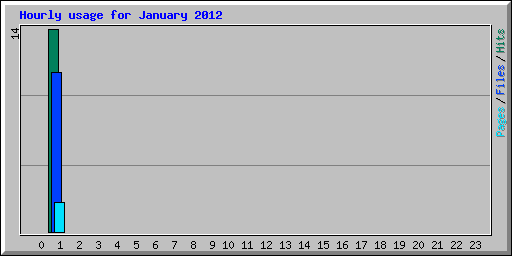 Hourly usage for January 2012
14
Pages/Files/Hits
0 1 2 3 4 5 6 7 8 9 10 11 12 13 14 15 16 17 18 19 20 21 22 23